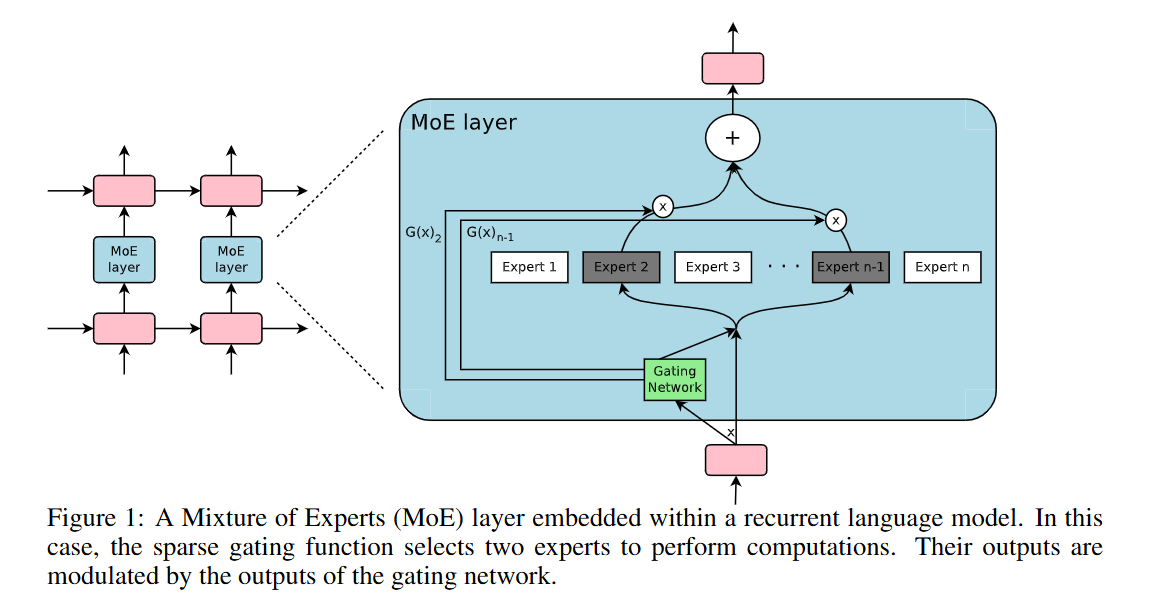 MoE layer
+
x
x
G(x)2
G(x)n-1
MoE
layer
MoE
layer
Expert 1
Expert 2
Expert 3
. . .
Expert n-1
Expert n
Gating
Network
x
Figure 1: A Mixture of Experts (MoE) layer embedded within a recurrent language model. In this
case, the sparse gating function selects two experts to perform computations. Their outputs are
modulated by the outputs of the gating network.